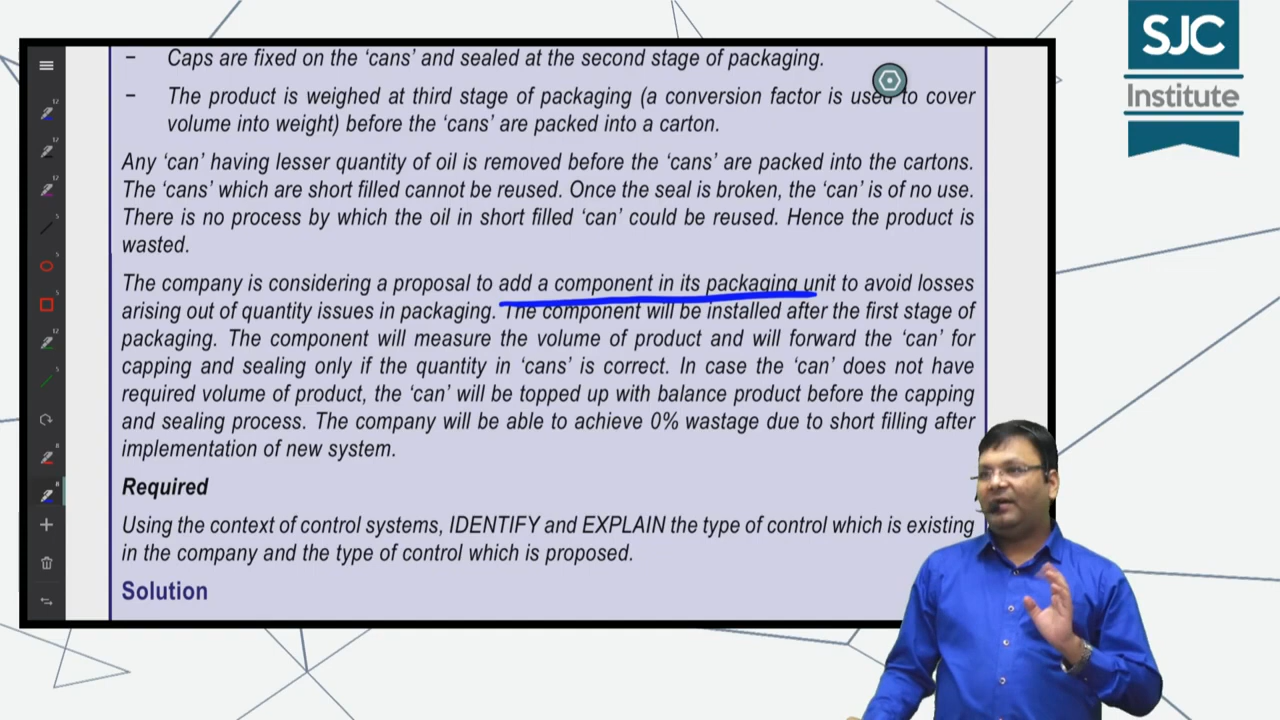 SJC
Institute
– Caps are fixed on the ‘cans’ and sealed at the second stage of packaging.
– The product is weighed at third stage of packaging (a conversion factor is used to cover
volume into weight) before the ‘cans’ are packed into a carton.
Any ‘can’ having lesser quantity of oil is removed before the ‘cans’ are packed into the cartons.
The ‘cans’ which are short filled cannot be reused. Once the seal is broken, the ‘can’ is of no use.
There is no process by which the oil in short filled ‘can’ could be reused. Hence the product is
wasted.
The company is considering a proposal to add a component in its packaging unit to avoid losses
arising out of quantity issues in packaging. The component will be installed after the first stage of
packaging. The component will measure the volume of product and will forward the ‘can’ for
capping and sealing only if the quantity in ‘cans’ is correct. In case the ‘can’ does not have
required volume of product, the ‘can’ will be topped up with balance product before the capping
and sealing process. The company will be able to achieve 0% wastage due to short filling after
implementation of new system.
Required
Using the context of control systems, IDENTIFY and EXPLAIN the type of control which is existing
in the company and the type of control which is proposed.
Solution